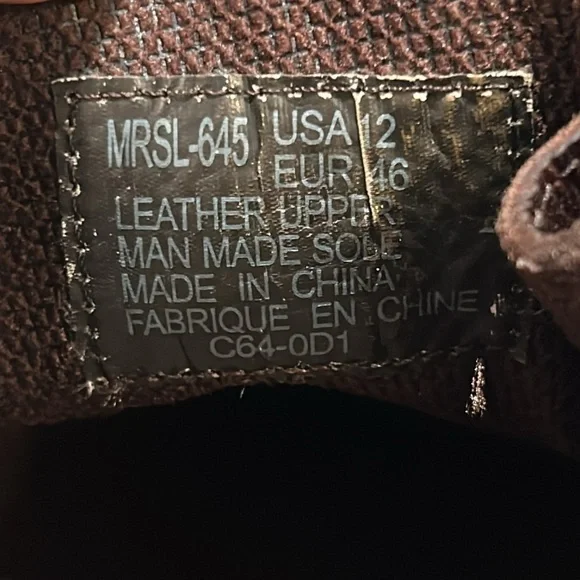 MRSL-645 USA 12
EUR 46
LEATHER UPPER
MAN MADE SOLE
MADE IN CHINA
FABRIQUE EN CHINE
C64-0D1